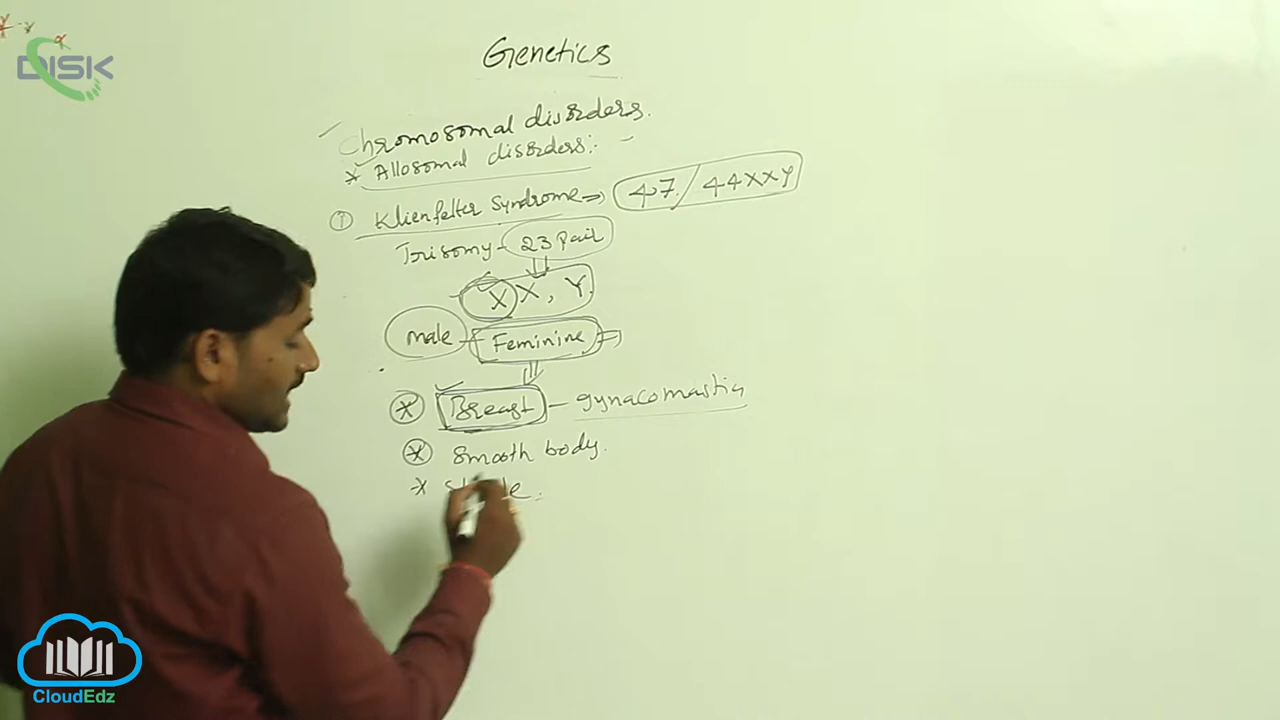 DISK
Genetics
Chromosomal disorders.
* Allosomal disorders:-
① Klienfelter Syndrome => 47/44XXY
Trisomy - 23 pair
X X, Y.
male - Feminine =>
* Breast - gynacomastia
* Smooth body.
*
CloudEdz